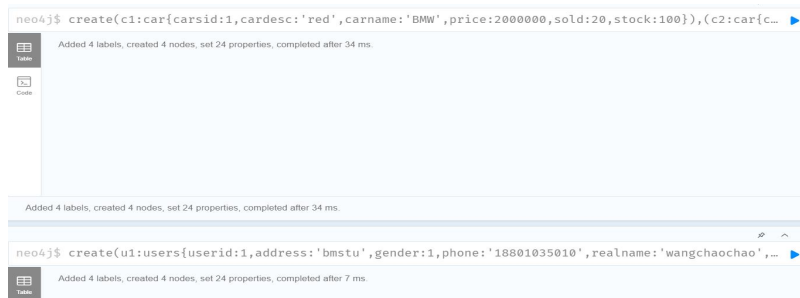 neo4j$ create(c1:car{carsid:1,cardesc:'red',carname:'BMW',price:2000000,sold:20,stock:100}),(c2:car{c…
Added 4 labels, created 4 nodes, set 24 properties, completed after 34 ms.
Table
Code
Added 4 labels, created 4 nodes, set 24 properties, completed after 34 ms.
neo4j$ create(u1:users{userid:1,address:'bmstu',gender:1,phone:'18801035010',realname:'wangchaochao',…
Added 4 labels, created 4 nodes, set 24 properties, completed after 7 ms.
Table